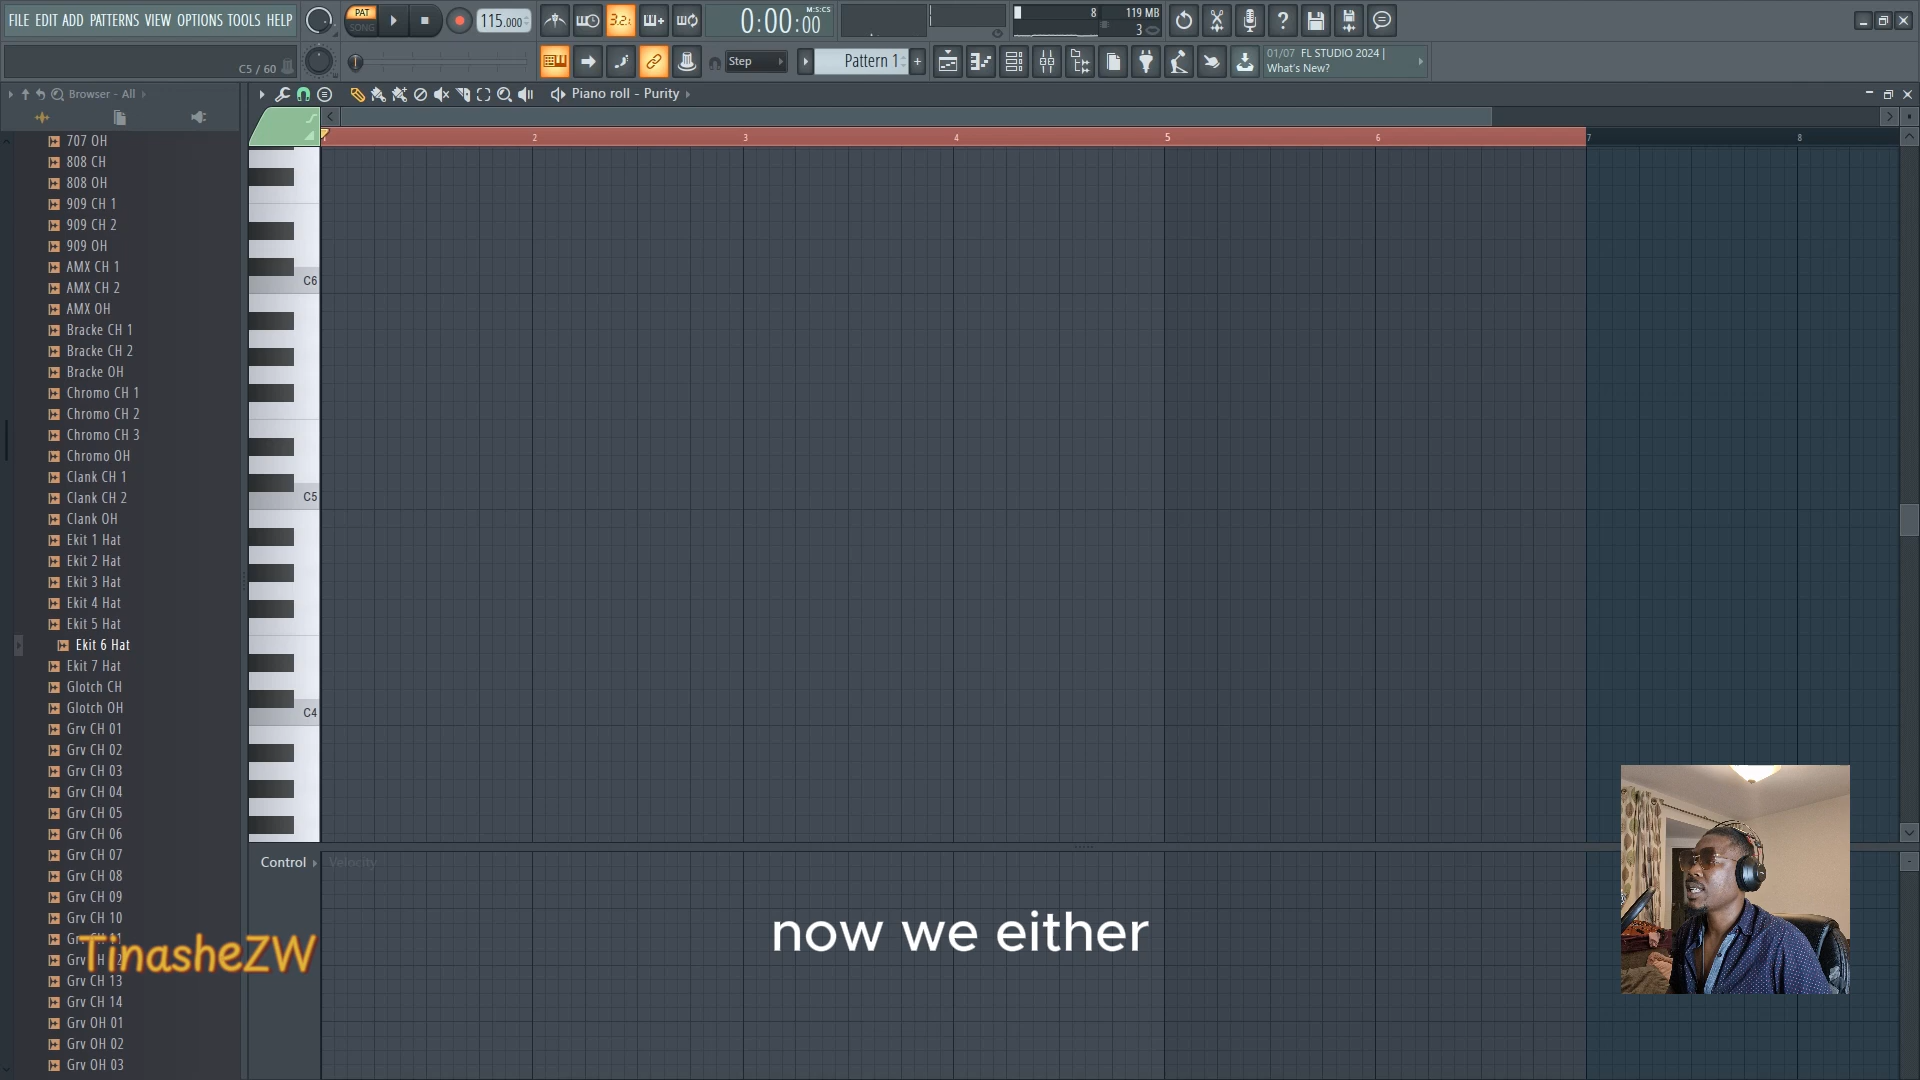 FILE EDIT ADD PATTERNS VIEW OPTIONS TOOLS HELP
PAT
SONG
115.000
3.2.
0:00:00
M:S:CS
8
119 MB
3
C5 / 60
Step
Pattern 1
01/07 FL STUDIO 2024 |
What's New?
Browser - All
Piano roll - Purity
2
3
4
5
6
7
8
707 OH
808 CH
808 OH
909 CH 1
909 CH 2
909 OH
AMX CH 1
AMX CH 2
AMX OH
Bracke CH 1
Bracke CH 2
Bracke OH
Chromo CH 1
Chromo CH 2
Chromo CH 3
Chromo OH
Clank CH 1
Clank CH 2
Clank OH
Ekit 1 Hat
Ekit 2 Hat
Ekit 3 Hat
Ekit 4 Hat
Ekit 5 Hat
Ekit 6 Hat
Ekit 7 Hat
Glotch CH
Glotch OH
Grv CH 01
Grv CH 02
Grv CH 03
Grv CH 04
Grv CH 05
Grv CH 06
Grv CH 07
Grv CH 08
Grv CH 09
Grv CH 10
Grv CH 13
Grv CH 14
Grv OH 01
Grv OH 02
Grv OH 03
C6
C5
C4
Control
Velocity
TinasheZW
now we either